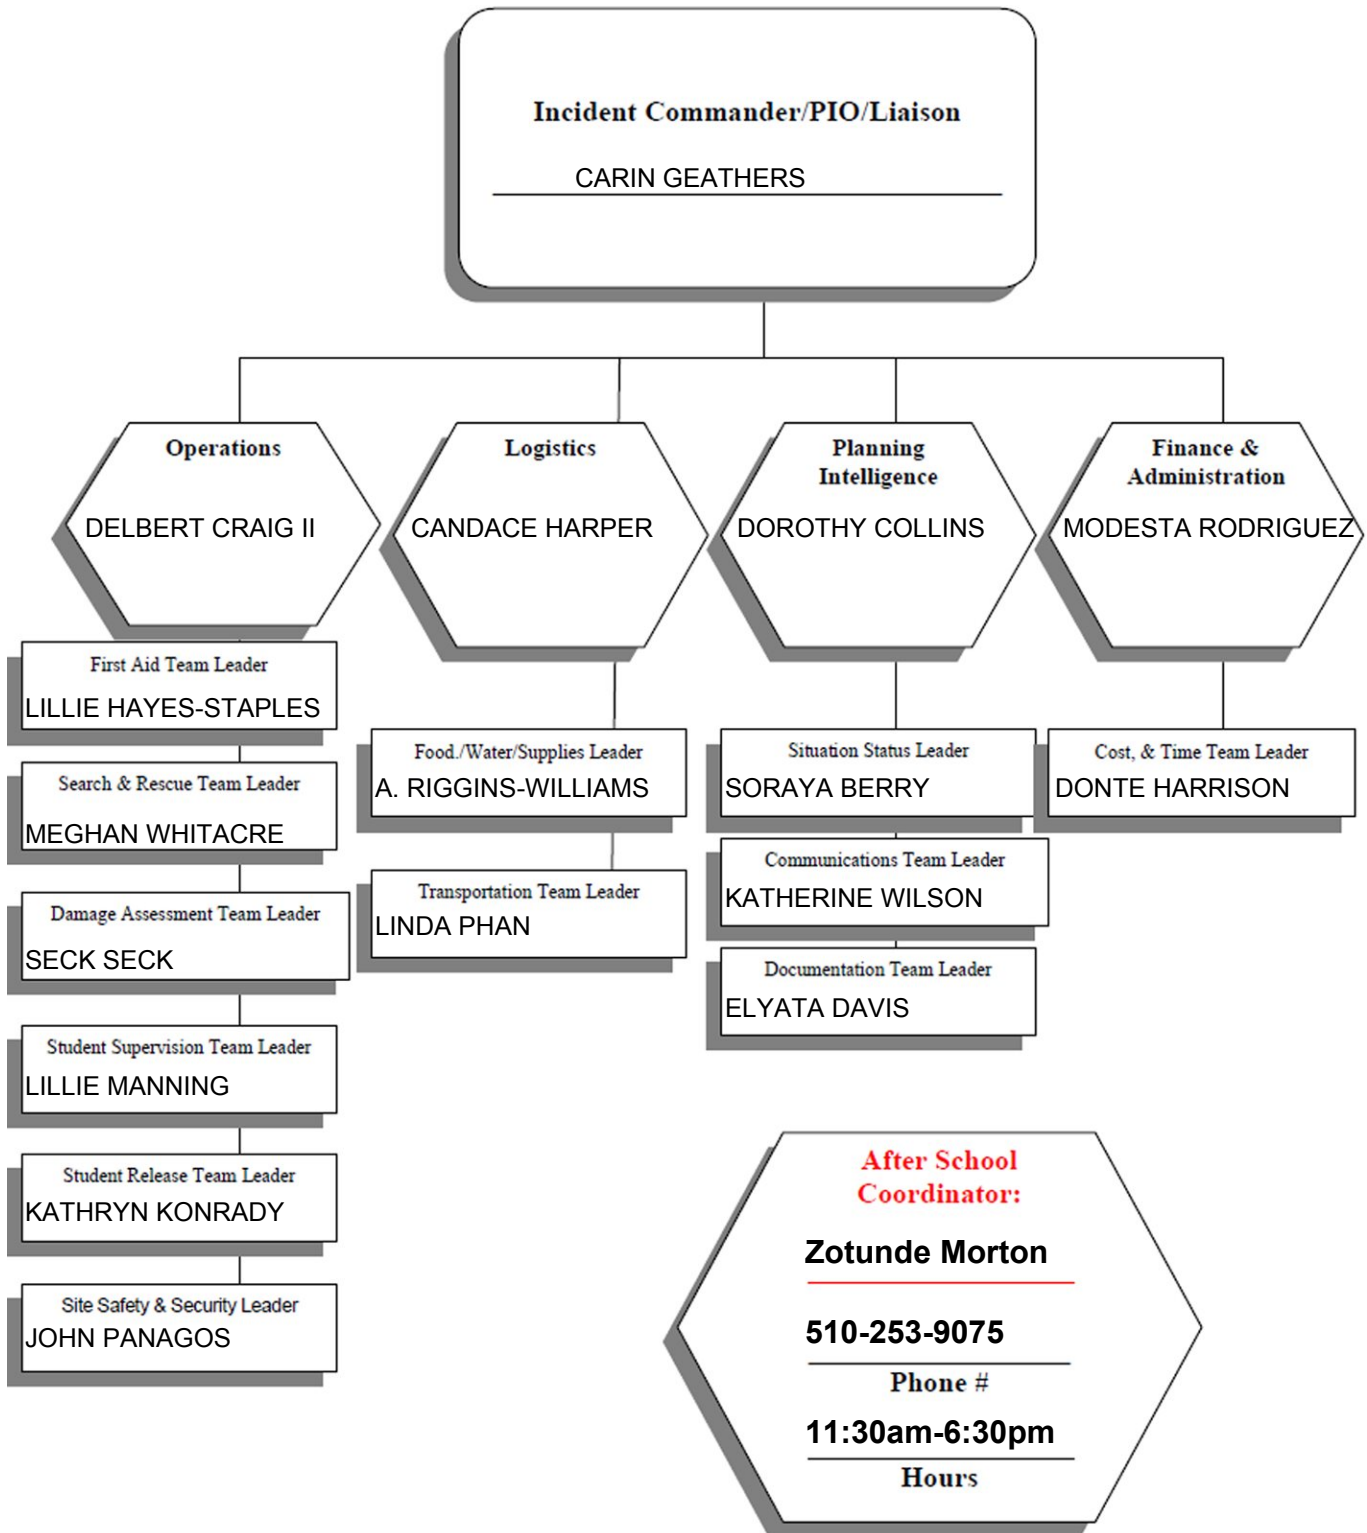 Incident Commander/PIO/Liaison
CARIN GEATHERS
Operations
DELBERT CRAIG II
First Aid Team Leader
LILLIE HAYES-STAPLES
Search & Rescue Team Leader
MEGHAN WHITACRE
Damage Assessment Team Leader
SECK SECK
Student Supervision Team Leader
LILLIE MANNING
Student Release Team Leader
KATHRYN KONRADY
Site Safety & Security Leader
JOHN PANAGOS
Logistics
CANDACE HARPER
Food./Water/Supplies Leader
A. RIGGINS-WILLIAMS
Transportation Team Leader
LINDA PHAN
Planning
Intelligence
DOROTHY COLLINS
Situation Status Leader
SORAYA BERRY
Communications Team Leader
KATHERINE WILSON
Documentation Team Leader
ELYATA DAVIS
Finance &
Administration
MODESTA RODRIGUEZ
Cost, & Time Team Leader
DONTE HARRISON
After School
Coordinator:
Zotunde Morton
510-253-9075
Phone #
11:30am-6:30pm
Hours